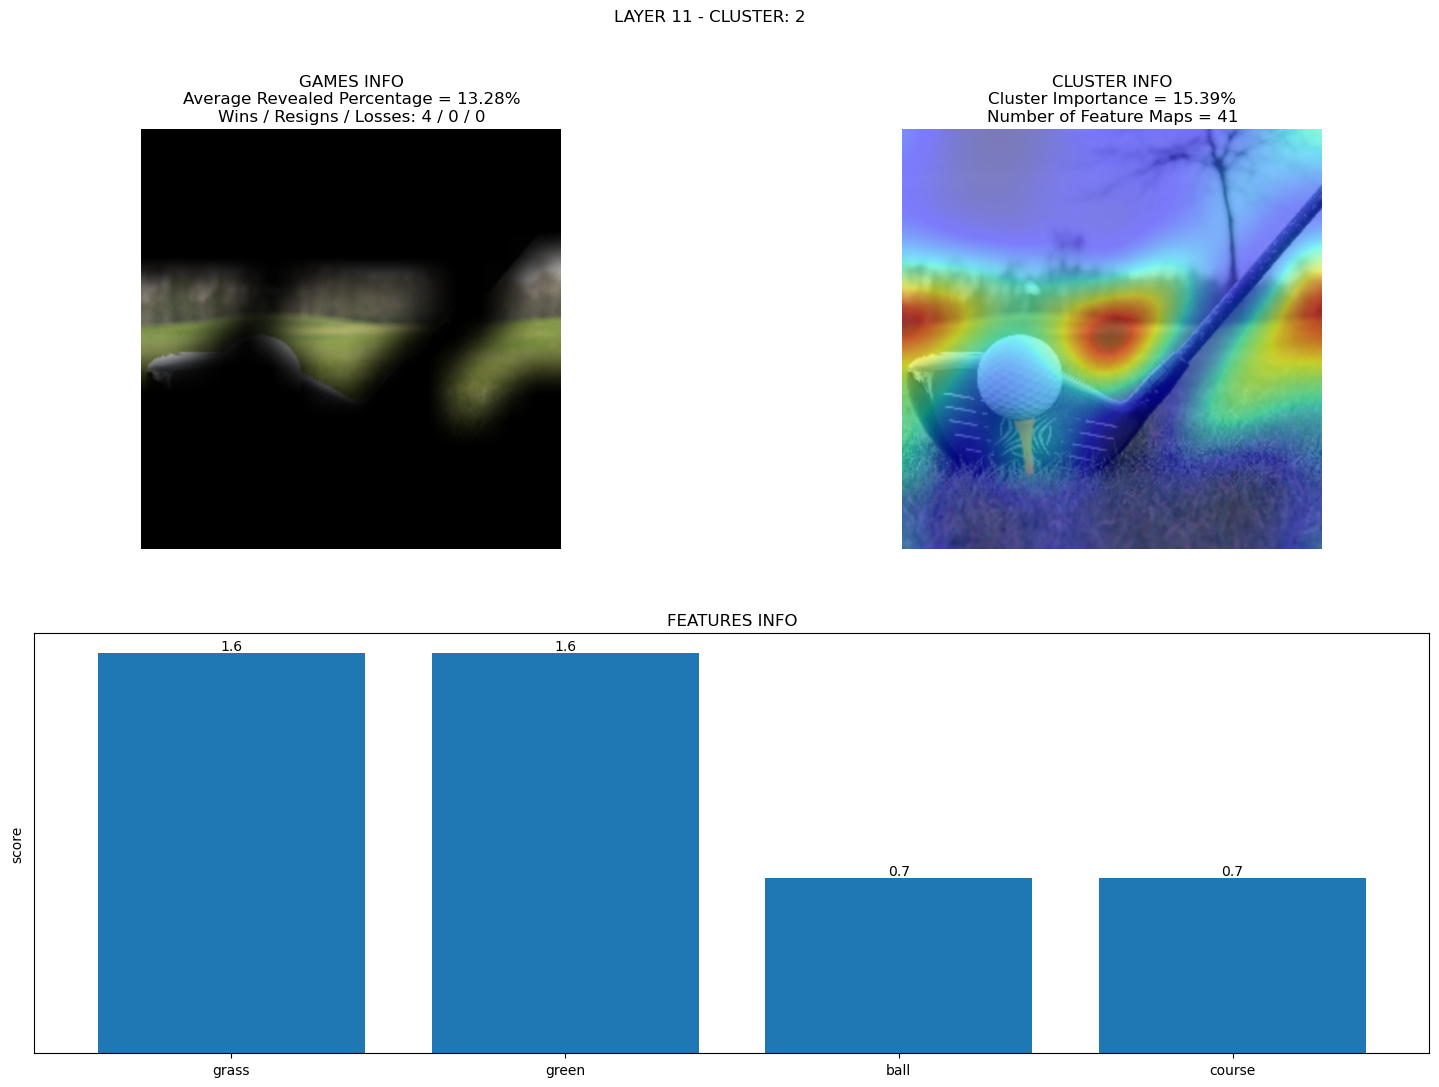 LAYER 11 - CLUSTER: 2
GAMES INFO
Average Revealed Percentage = 13.28%
Wins / Resigns / Losses: 4 / 0 / 0
CLUSTER INFO
Cluster Importance = 15.39%
Number of Feature Maps = 41
FEATURES INFO
score
1.6
1.6
0.7
0.7
grass
green
ball
course